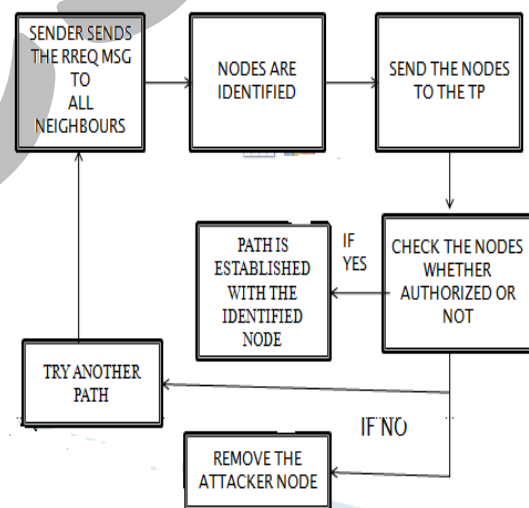 SENDER SENDS
THE RREQ MSG
TO
ALL
NEIGHBOURS
NODES ARE
IDENTIFIED
SEND THE NODES
TO THE TP
PATH IS
ESTABLISHED
WITH THE
IDENTIFIED
NODE
IF
YES
CHECK THE NODES
WHETHER
AUTHORIZED OR
NOT
TRY ANOTHER
PATH
IF NO
REMOVE THE
ATTACKER NODE